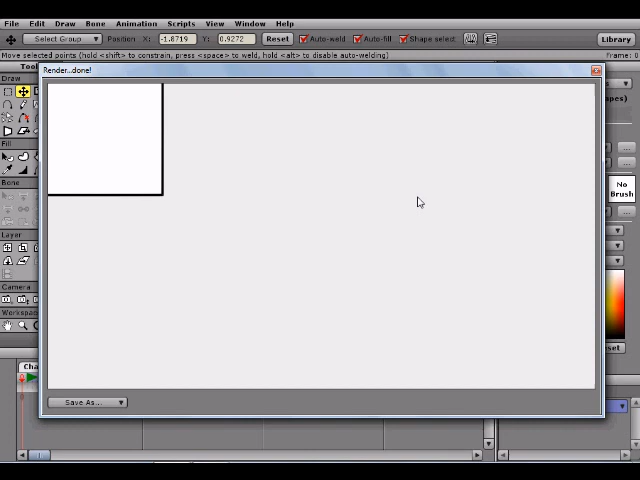 File Edit Draw Bone Animation Scripts View Window Help
Select Group Position X: -1.8719 Y: 0.9272 Reset Auto-weld Auto-fill Shape select Library
Move selected points (hold <shift> to constrain, press <space> to weld, hold <alt> to disable auto-welding) Frame: 0
Render...done!
Draw
Fill
Bone
Layer
Camera
Workspa
No
Brush
...
...
...
Save As...
0